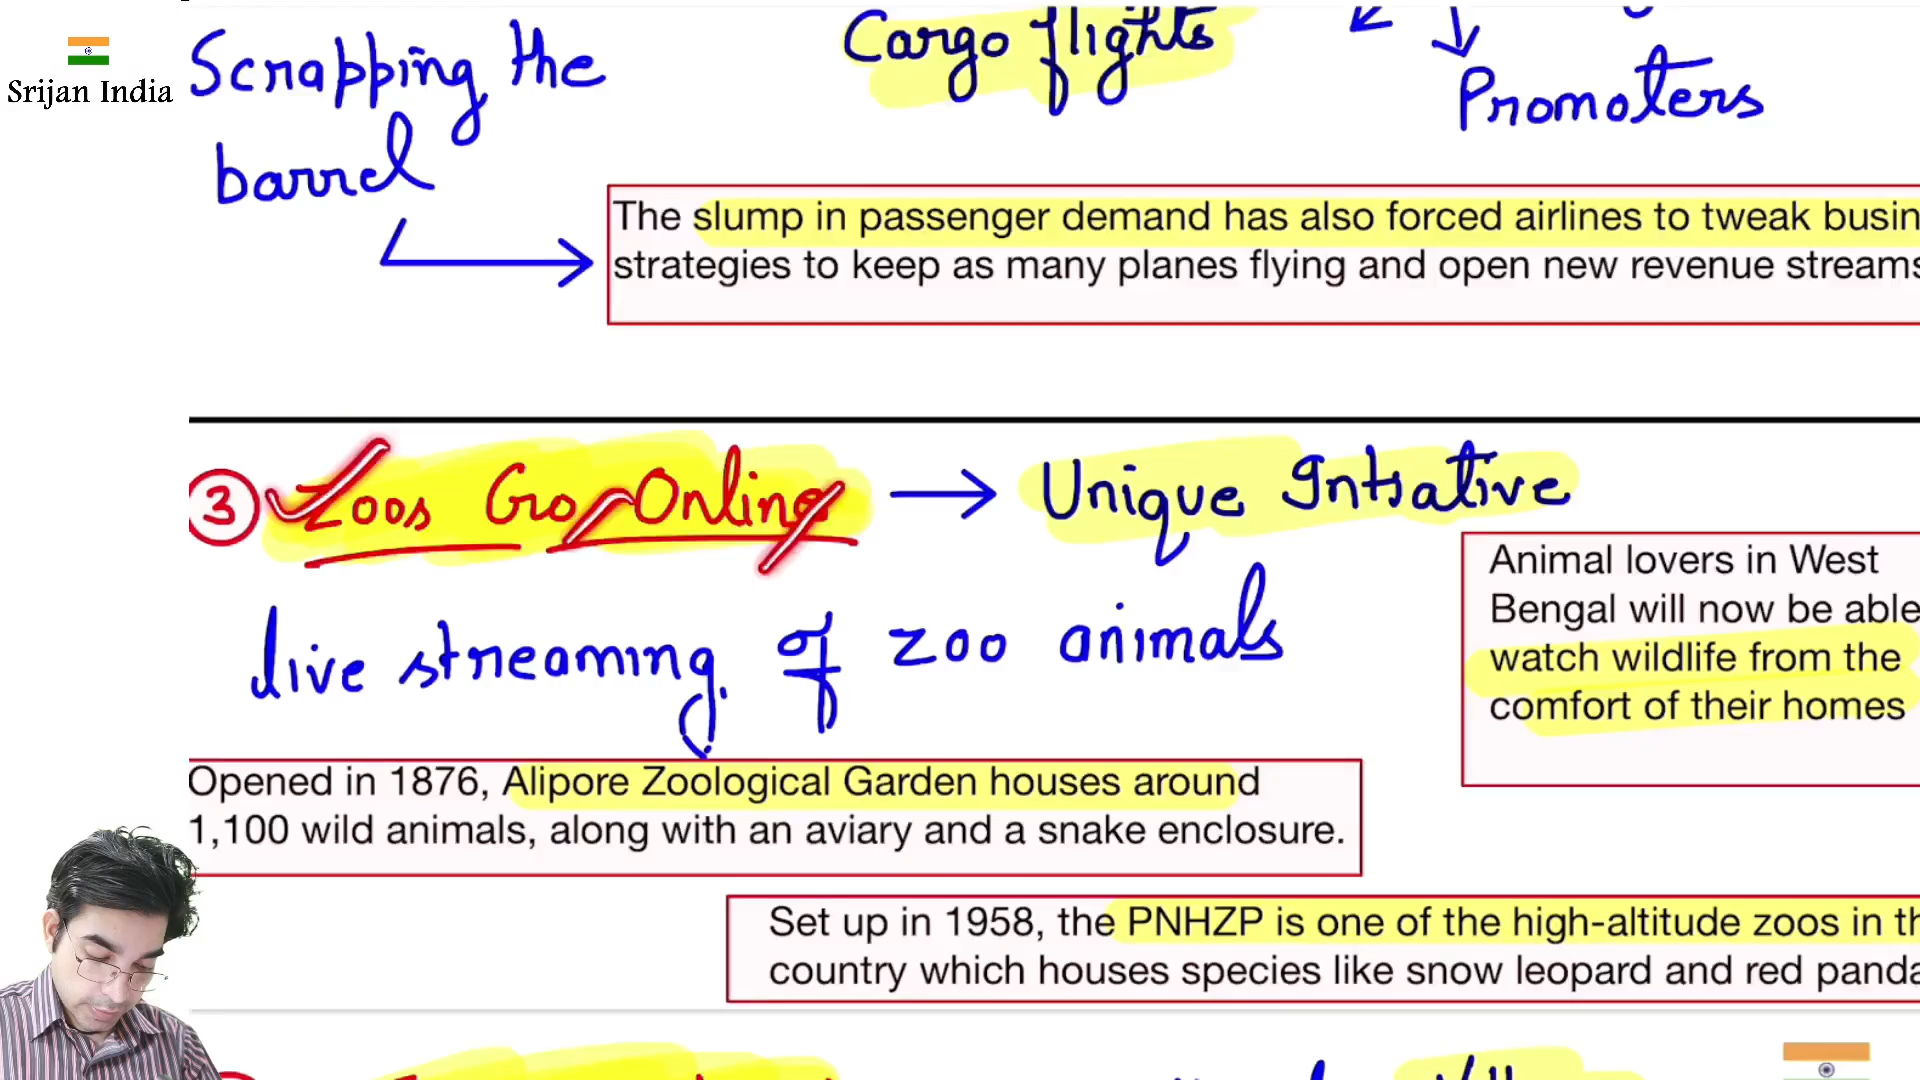 Srijan India
Scrapping the
barrel
Cargo flights
Promoters
The slump in passenger demand has also forced airlines to tweak busin
strategies to keep as many planes flying and open new revenue streams
3 Zoos Go Online → Unique Intiative
live streaming of zoo animals
Animal lovers in West
Bengal will now be able
watch wildlife from the
comfort of their homes
Opened in 1876, Alipore Zoological Garden houses around
1,100 wild animals, along with an aviary and a snake enclosure.
Set up in 1958, the PNHZP is one of the high-altitude zoos in th
country which houses species like snow leopard and red panda